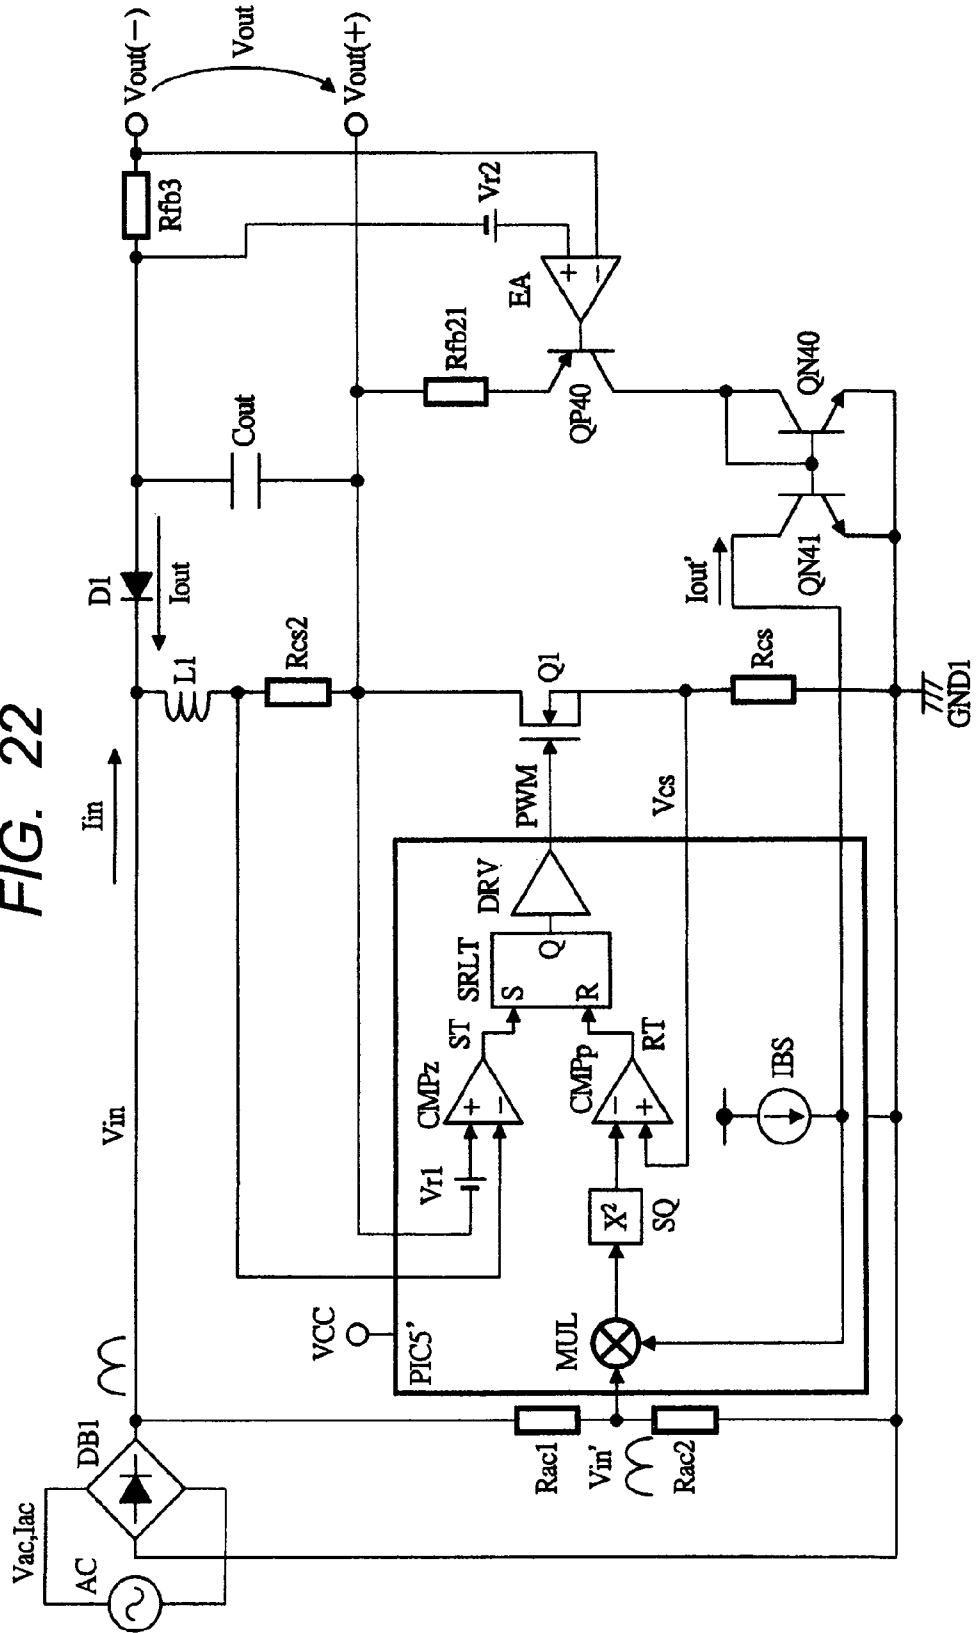 FIG. 22
Vac,Iac
AC
DB1
Vin
Iin
D1
Iout
L1
Rcs2
Cout
Rfb3
Vout(−)
Vout
Vout(+)
Vr2
EA
+
−
Rfb21
QP40
QN40
QN41
Iout'
Q1
PWM
Vcs
Rcs
GND1
VCC
PIC5'
Vr1
CMPz
+
−
ST
SRLT
S
Q
R
DRV
CMPp
−
+
RT
X²
SQ
MUL
IBS
Rac1
Vin'
Rac2